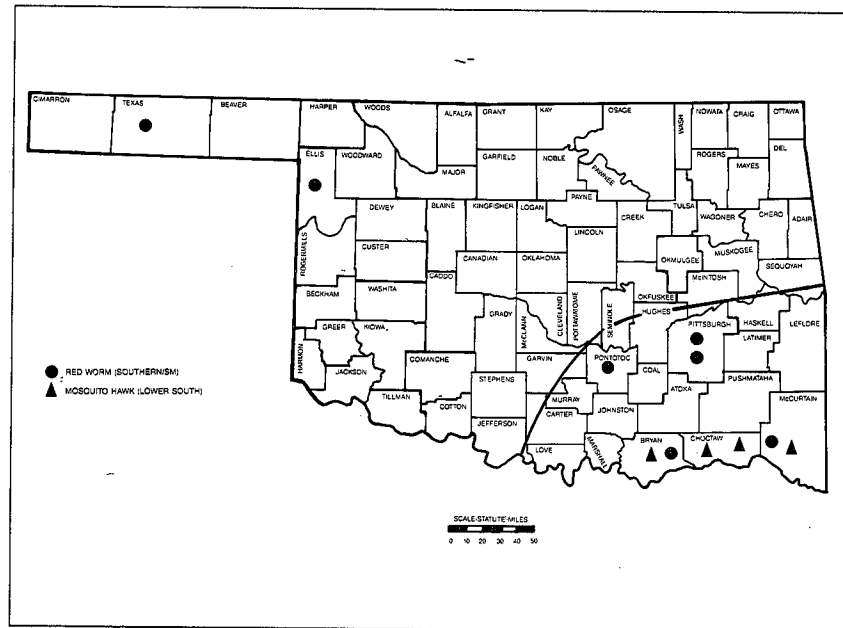 CIMARRON
TEXAS
BEAVER
HARPER
WOODS
ALFALFA
GRANT
KAY
OSAGE
WASH
NOWATA
CRAIG
OTTAWA
ELLIS
WOODWARD
MAJOR
GARFIELD
NOBLE
PAWNEE
ROGERS
MAYES
DEL
DEWEY
BLAINE
KINGFISHER
LOGAN
PAYNE
CREEK
TULSA
WAGONER
CHERO
ADAIR
ROGER MILLS
CUSTER
CANADIAN
OKLAHOMA
LINCOLN
OKMULGEE
MUSKOGEE
SEQUOYAH
BECKHAM
WASHITA
CADDO
GRADY
McCLANN
CLEVELAND
POTTAWATOMIE
SEMINOLE
OKFUSKEE
HUGHES
McINTOSH
PITTSBURGH
HASKELL
LEFLORE
LATIMER
HARMON
GREER
KIOWA
JACKSON
COMANCHE
GARVIN
PONTOTOC
COAL
ATOKA
PUSHMATAHA
McCURTAIN
TILLMAN
COTTON
STEPHENS
JEFFERSON
MURRAY
CARTER
JOHNSTON
LOVE
MARSHALL
BRYAN
CHOCTAW
RED WORM (SOUTHERNISM)
MOSQUITO HAWK (LOWER SOUTH)
SCALE-STATUTE-MILES
0 10 20 30 40 50